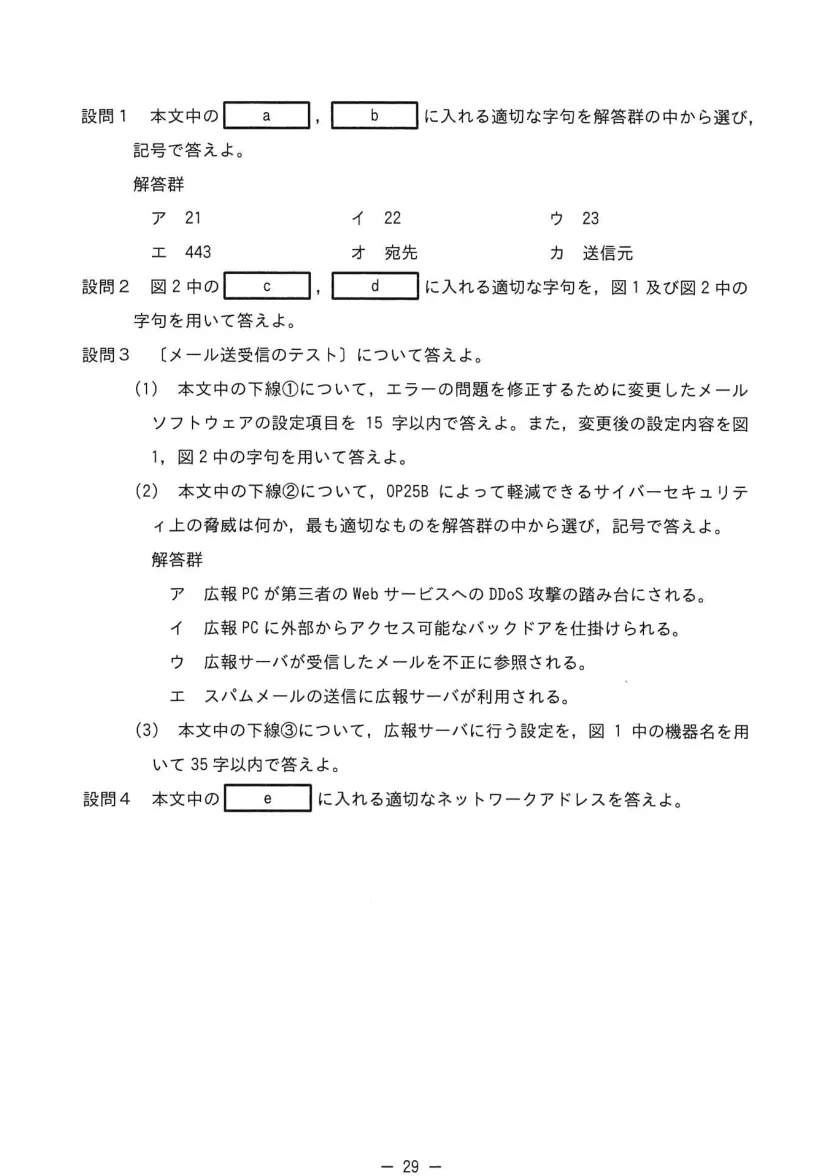 設問1 本文中の a ， b に入れる適切な字句を解答群の中から選び，
記号で答えよ。
解答群
ア 21 イ 22 ウ 23
エ 443 オ 宛先 カ 送信元
設問2 図2中の c ， d に入れる適切な字句を，図1及び図2中の
字句を用いて答えよ。
設問3 〔メール送受信のテスト〕について答えよ。
(1) 本文中の下線①について，エラーの問題を修正するために変更したメール
ソフトウェアの設定項目を 15 字以内で答えよ。また，変更後の設定内容を図
1，図2中の字句を用いて答えよ。
(2) 本文中の下線②について，OP25B によって軽減できるサイバーセキュリテ
ィ上の脅威は何か，最も適切なものを解答群の中から選び，記号で答えよ。
解答群
ア 広報 PC が第三者の Web サービスへの DDoS 攻撃の踏み台にされる。
イ 広報 PC に外部からアクセス可能なバックドアを仕掛けられる。
ウ 広報サーバが受信したメールを不正に参照される。
エ スパムメールの送信に広報サーバが利用される。
(3) 本文中の下線③について，広報サーバに行う設定を，図 1 中の機器名を用
いて 35 字以内で答えよ。
設問4 本文中の e に入れる適切なネットワークアドレスを答えよ。
－ 29 －